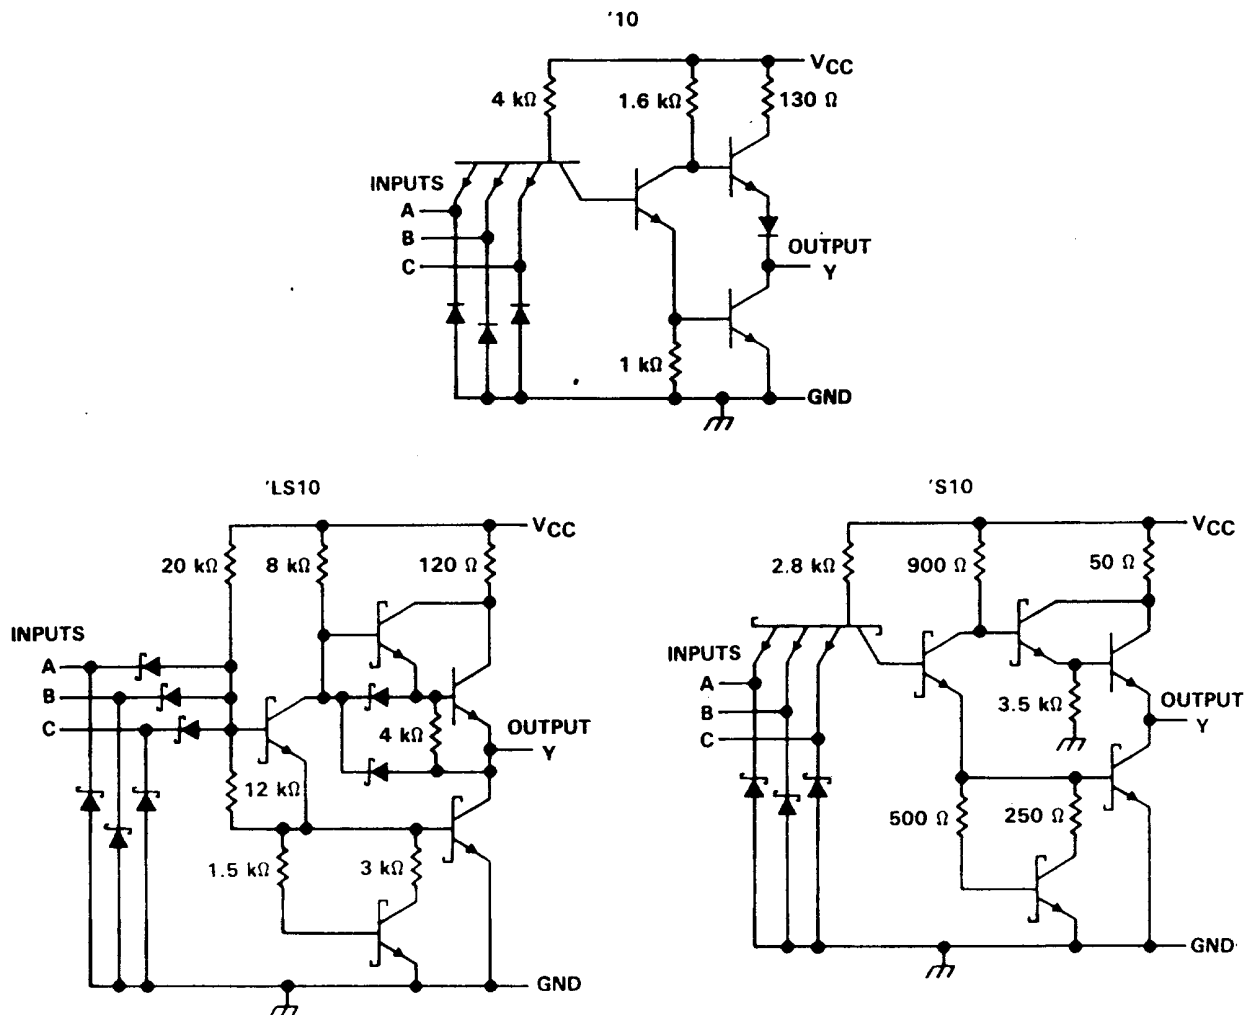 '10
VCC
4 kΩ
1.6 kΩ
130 Ω
INPUTS
A
B
C
OUTPUT
Y
1 kΩ
GND
'LS10
VCC
20 kΩ
8 kΩ
120 Ω
INPUTS
A
B
C
4 kΩ
OUTPUT
Y
12 kΩ
1.5 kΩ
3 kΩ
GND
'S10
VCC
2.8 kΩ
900 Ω
50 Ω
INPUTS
A
B
C
3.5 kΩ
OUTPUT
Y
500 Ω
250 Ω
GND